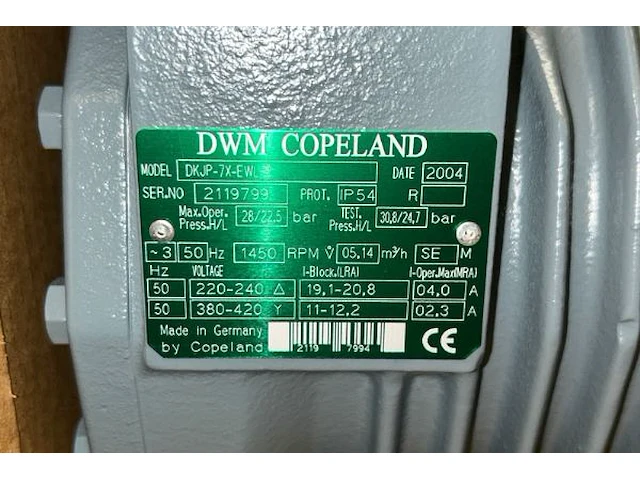 DWM COPELAND
MODEL DKJP-7X-EWL DATE 2004
SER.NO 2119799 PROT. IP54 R
Max.Oper. Press.H/L 28/22,5 bar TEST. Press.H/L 30,8/24,7 bar
~3 50 Hz 1450 RPM V 05.14 m³/h SE M
Hz VOLTAGE I-Block.(LRA) I-Oper.Max(MRA)
50 220-240 Δ 19,1-20,8 04,0 A
50 380-420 Y 11-12,2 02,3 A
Made in Germany
by Copeland 2119 7994 CE